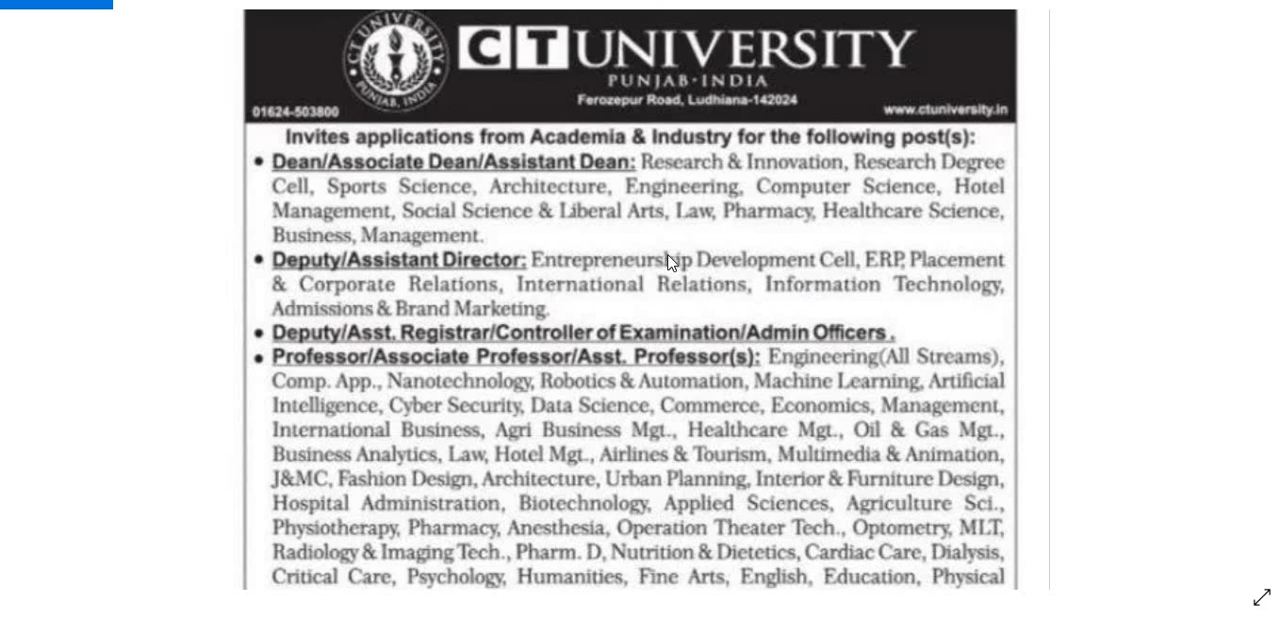 CT UNIVERSITY
PUNJAB, INDIA
CT UNIVERSITY
PUNJAB·INDIA
Ferozepur Road, Ludhiana-142024
01624-503800
www.ctuniversity.in
Invites applications from Academia & Industry for the following post(s):
• Dean/Associate Dean/Assistant Dean: Research & Innovation, Research Degree
Cell, Sports Science, Architecture, Engineering, Computer Science, Hotel
Management, Social Science & Liberal Arts, Law, Pharmacy, Healthcare Science,
Business, Management.
• Deputy/Assistant Director: Entrepreneurship Development Cell, ERP, Placement
& Corporate Relations, International Relations, Information Technology,
Admissions & Brand Marketing.
• Deputy/Asst. Registrar/Controller of Examination/Admin Officers .
• Professor/Associate Professor/Asst. Professor(s): Engineering(All Streams),
Comp. App., Nanotechnology, Robotics & Automation, Machine Learning, Artificial
Intelligence, Cyber Security, Data Science, Commerce, Economics, Management,
International Business, Agri Business Mgt., Healthcare Mgt., Oil & Gas Mgt.,
Business Analytics, Law, Hotel Mgt., Airlines & Tourism, Multimedia & Animation,
J&MC, Fashion Design, Architecture, Urban Planning, Interior & Furniture Design,
Hospital Administration, Biotechnology, Applied Sciences, Agriculture Sci.,
Physiotherapy, Pharmacy, Anesthesia, Operation Theater Tech., Optometry, MLT,
Radiology & Imaging Tech., Pharm. D, Nutrition & Dietetics, Cardiac Care, Dialysis,
Critical Care, Psychology, Humanities, Fine Arts, English, Education, Physical